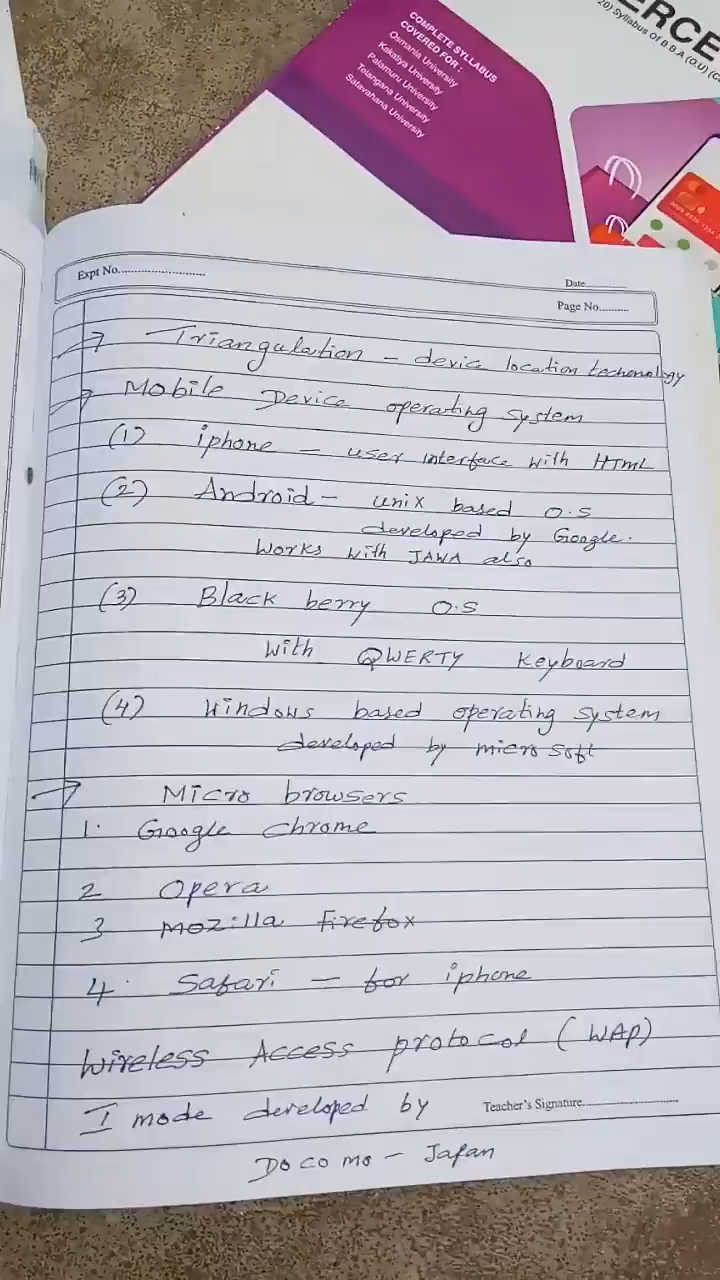 COMPLETE SYLLABUS
COVERED FOR :
Osmania University
Kakatiya University
Palamuru University
Telangana University
Satavahana University
ERCE
20) Syllabus Of B B A (O.U) (C
Expt No.
Date
Page No.
→ Triangulation - device location techonology
→ Mobile Device operating system
(1) iphone - user interface with HTML
(2) Android - unix based O.S
developed by Google.
Works with JAWA also
(3) Black berry O.S
With QWERTY Keyboard
(4) Windows based operating system
developed by micro soft
→ Micro browsers
1. Google chrome
2 Opera
3 Mozilla firefox
4. Safari - for iphone
Wireless Access protocol (WAP)
I mode developed by
Teacher's Signature
Do co mo - Japan